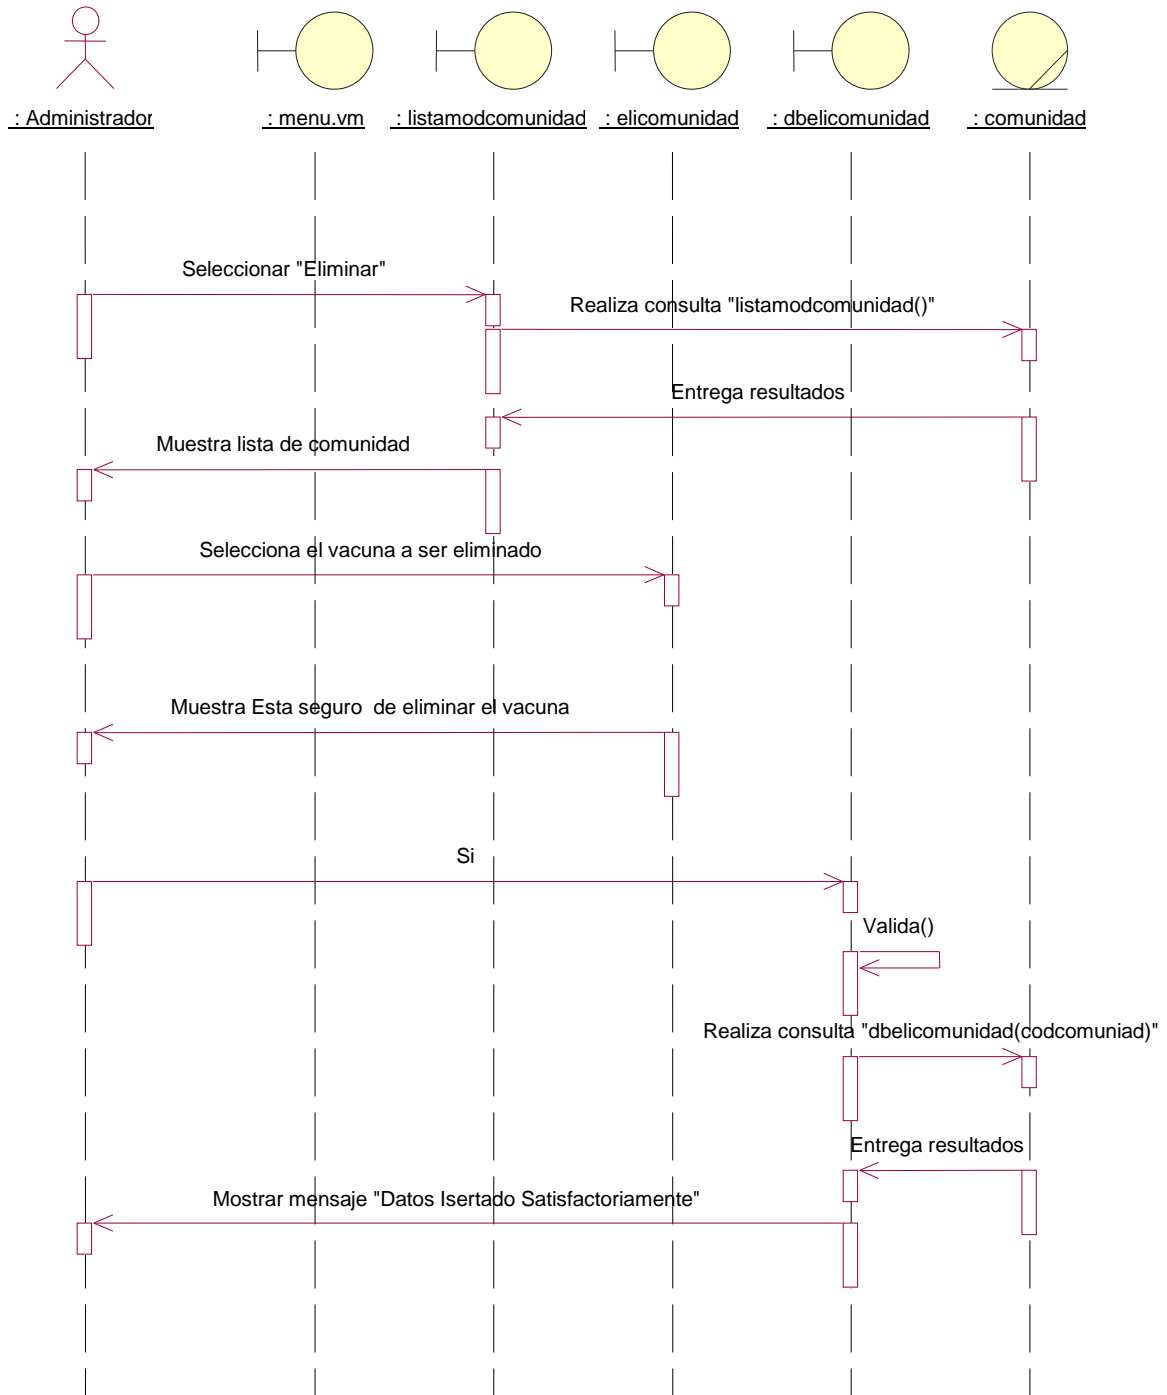 : Administrador
: menu.vm
: listamodcomunidad
: elicomunidad
: dbelicomunidad
: comunidad
Seleccionar "Eliminar"
Realiza consulta "listamodcomunidad()"
Entrega resultados
Muestra lista de comunidad
Selecciona el vacuna a ser eliminado
Muestra Esta seguro  de eliminar el vacuna
Si
Valida()
Realiza consulta "dbelicomunidad(codcomuniad)"
Entrega resultados
Mostrar mensaje "Datos Isertado Satisfactoriamente"